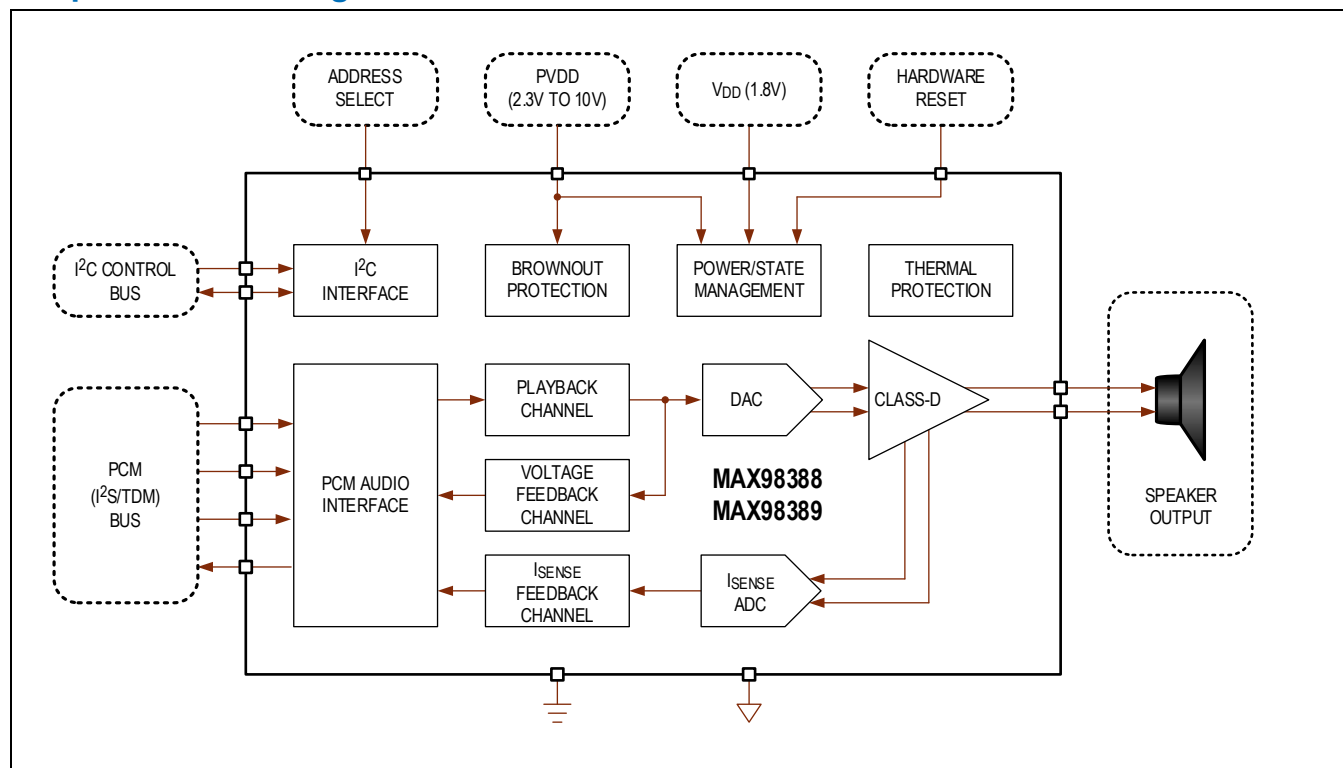 ADDRESS
SELECT
PVDD
(2.3V TO 10V)
VDD (1.8V)
HARDWARE
RESET
I2C CONTROL
BUS
I2C
INTERFACE
BROWNOUT
PROTECTION
POWER/STATE
MANAGEMENT
THERMAL
PROTECTION
PCM
(I2S/TDM)
BUS
PCM AUDIO
INTERFACE
PLAYBACK
CHANNEL
DAC
CLASS-D
VOLTAGE
FEEDBACK
CHANNEL
MAX98388
MAX98389
SPEAKER
OUTPUT
ISENSE
FEEDBACK
CHANNEL
ISENSE
ADC